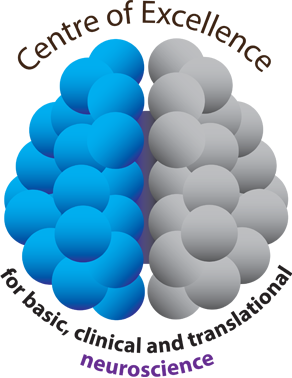 Centre of Excellence
for basic, clinical and translational
neuroscience